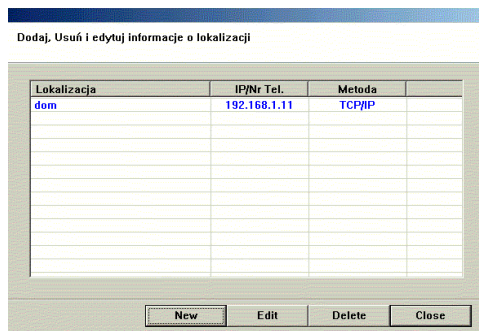 Dodaj, Usuń i edytuj informacje o lokalizacji
Lokalizacja IP/Nr Tel. Metoda
dom 192.168.1.11 TCP/IP
New Edit Delete Close